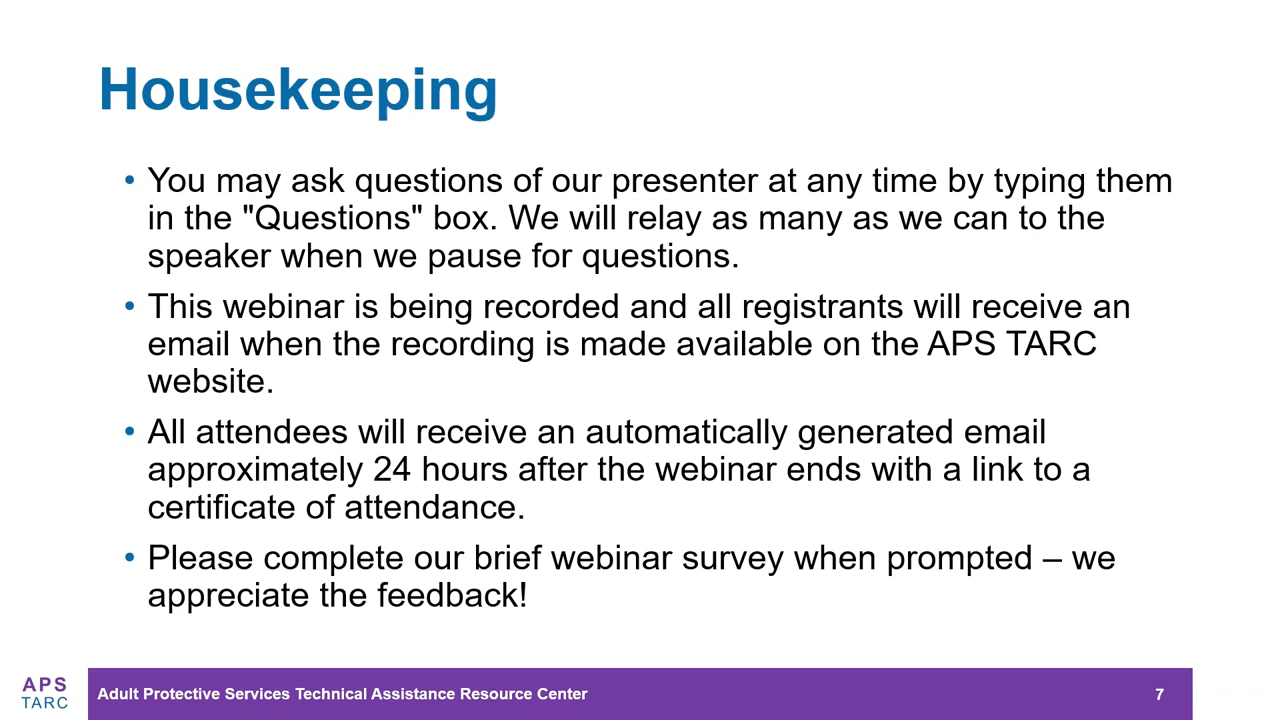 Housekeeping
• You may ask questions of our presenter at any time by typing them
in the "Questions" box. We will relay as many as we can to the
speaker when we pause for questions.
• This webinar is being recorded and all registrants will receive an
email when the recording is made available on the APS TARC
website.
• All attendees will receive an automatically generated email
approximately 24 hours after the webinar ends with a link to a
certificate of attendance.
• Please complete our brief webinar survey when prompted – we
appreciate the feedback!
APS
TARC
Adult Protective Services Technical Assistance Resource Center
7